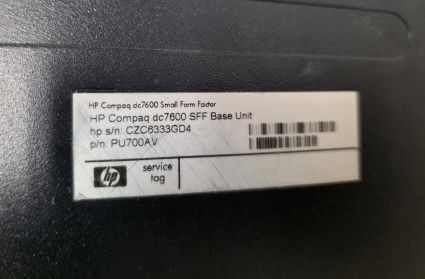 HP Compaq dc7600 Small Form Factor
HP Compaq dc7600 SFF Base Unit
hp s/n: CZC6333GD4
p/n: PU700AV
hp
service
tag